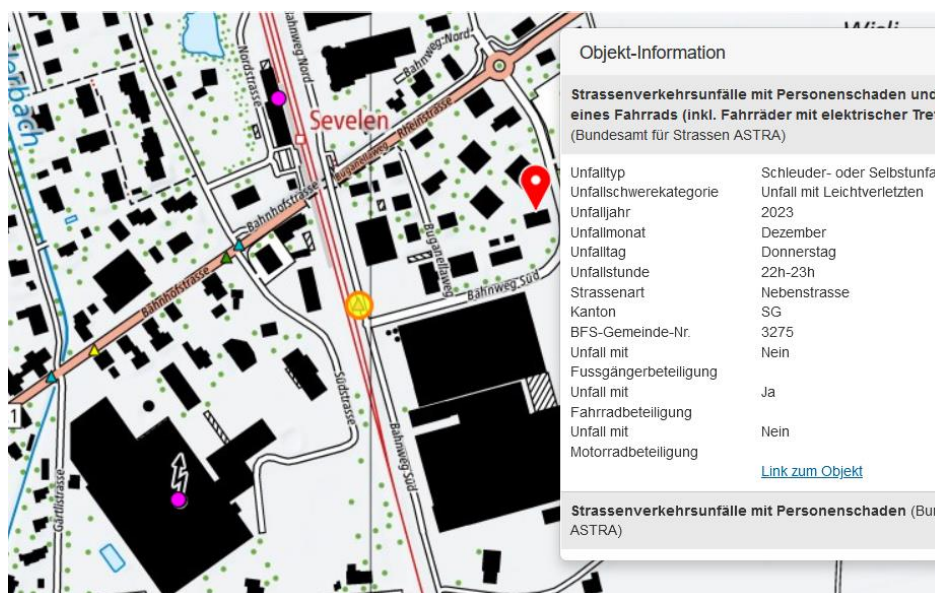 Wisli
Bahnweg-Nord
Nordstrasse
Bahnweg-Nord
Sevelen
Rheinstrasse
Buganellaweg
Bahnhofstrasse
Buganellaweg
Bahnweg-Süd
Bahnhofstrasse
Südstrasse
Bahnweg-Süd
Gärtlistrasse
1
Objekt-Information
Strassenverkehrsunfälle mit Personenschaden und
eines Fahrrads (inkl. Fahrräder mit elektrischer Tre
(Bundesamt für Strassen ASTRA)
Unfalltyp Schleuder- oder Selbstunfa
Unfallschwerekategorie Unfall mit Leichtverletzten
Unfalljahr 2023
Unfallmonat Dezember
Unfalltag Donnerstag
Unfallstunde 22h-23h
Strassenart Nebenstrasse
Kanton SG
BFS-Gemeinde-Nr. 3275
Unfall mit Nein
Fussgängerbeteiligung
Unfall mit Ja
Fahrradbeteiligung
Unfall mit Nein
Motorradbeteiligung
Link zum Objekt
Strassenverkehrsunfälle mit Personenschaden (Bun
ASTRA)